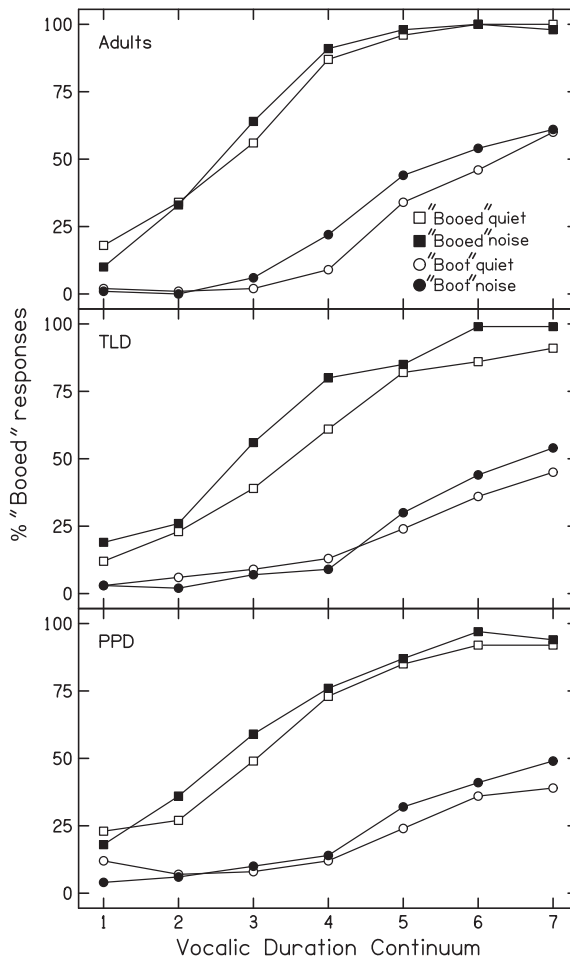 % "Booed" responses
100
Adults
75
50
25
0
"Booed" quiet
"Booed" noise
"Boot" quiet
"Boot" noise
100
TLD
75
50
25
0
100
PPD
75
50
25
0
1 2 3 4 5 6 7
Vocalic Duration Continuum